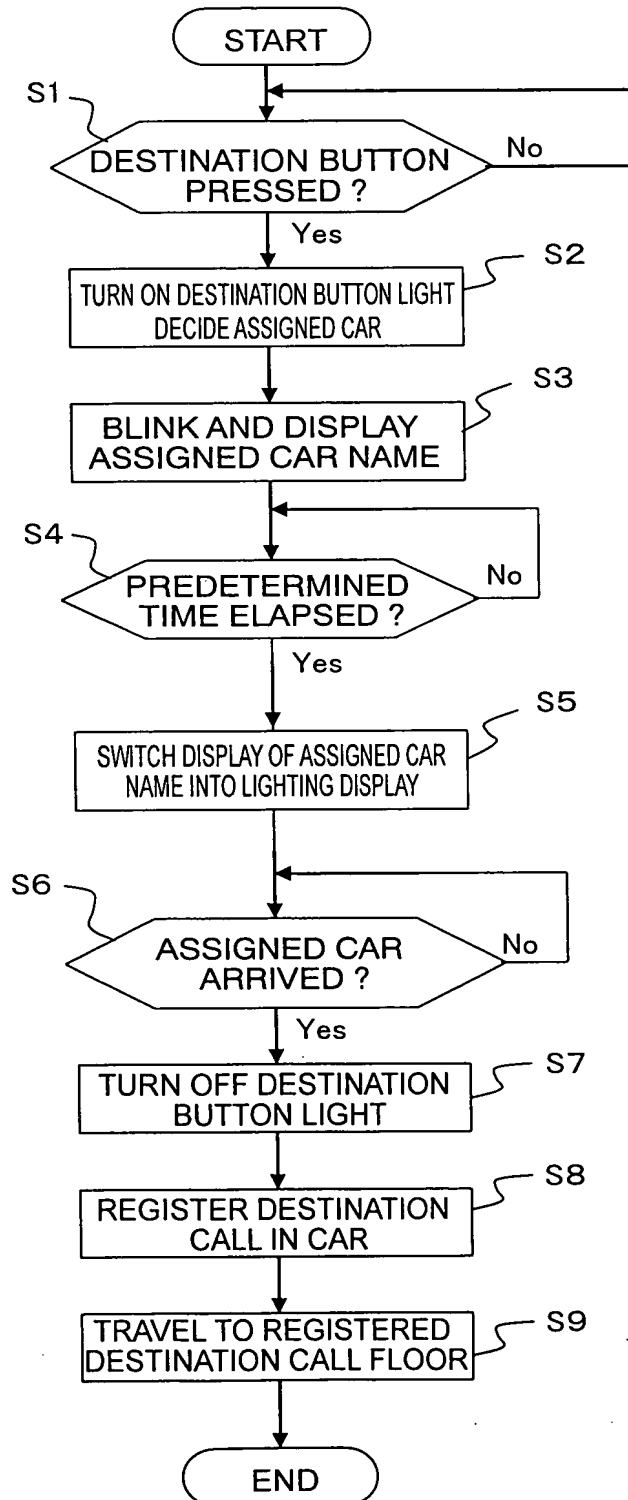 START
S1
DESTINATION BUTTON
PRESSED ?
No
Yes
S2
TURN ON DESTINATION BUTTON LIGHT
DECIDE ASSIGNED CAR
S3
BLINK AND DISPLAY
ASSIGNED CAR NAME
S4
PREDETERMINED
TIME ELAPSED ?
No
Yes
S5
SWITCH DISPLAY OF ASSIGNED CAR
NAME INTO LIGHTING DISPLAY
S6
ASSIGNED CAR
ARRIVED ?
No
Yes
S7
TURN OFF DESTINATION
BUTTON LIGHT
S8
REGISTER DESTINATION
CALL IN CAR
S9
TRAVEL TO REGISTERED
DESTINATION CALL FLOOR
END